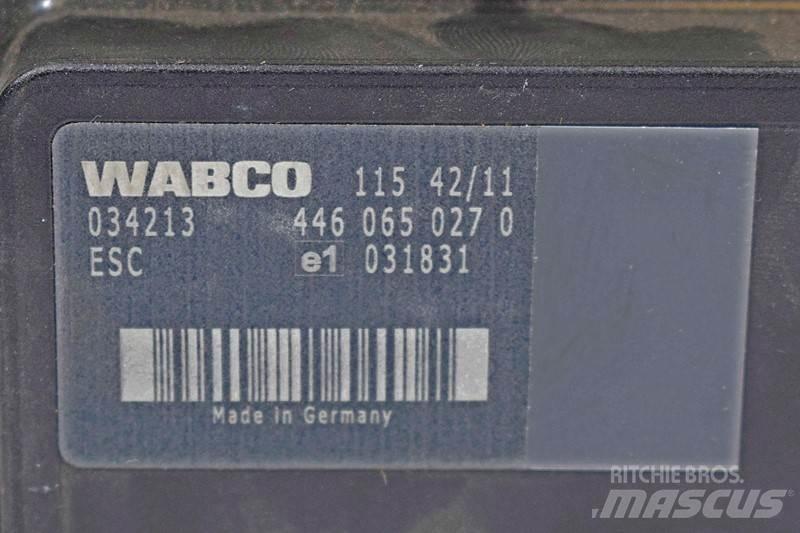 WABCO 115 42/11
034213 446 065 027 0
ESC e1 031831
Made in Germany
RITCHIE BROS.
MASCUS